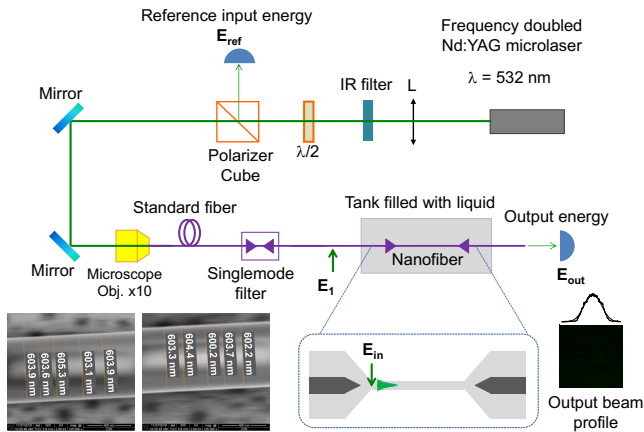 Reference input energy
E_ref
Frequency doubled
Nd:YAG microlaser
λ = 532 nm
Mirror
IR filter
L
λ/2
Polarizer
Cube
Standard fiber
Tank filled with liquid
Output energy
Mirror
Microscope
Obj. x10
Singlemode
filter
E_1
Nanofiber
E_out
603.9 nm
603.6 nm
605.3 nm
603.1 nm
603.9 nm
603.3 nm
604.4 nm
600.2 nm
603.7 nm
602.2 nm
E_in
Output beam
profile